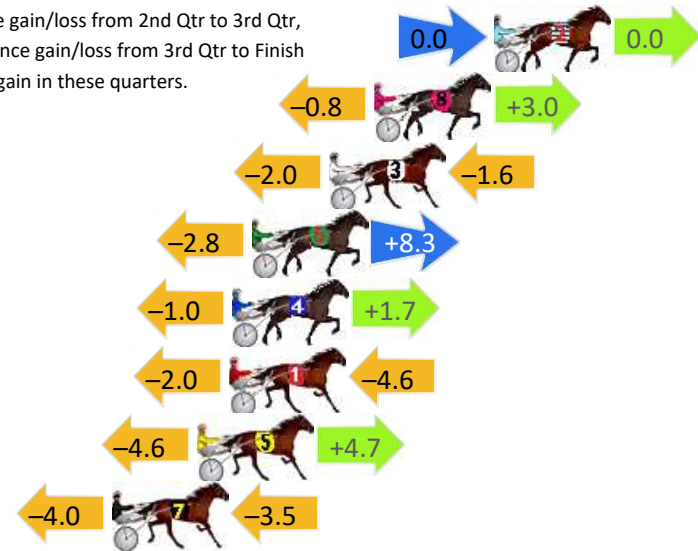 e gain/loss from 2nd Qtr to 3rd Qtr,
nce gain/loss from 3rd Qtr to Finish
gain in these quarters.
0.0 2 0.0
–0.8 8 +3.0
–2.0 3 –1.6
–2.8 6 +8.3
–1.0 4 +1.7
–2.0 1 –4.6
–4.6 5 +4.7
–4.0 7 –3.5